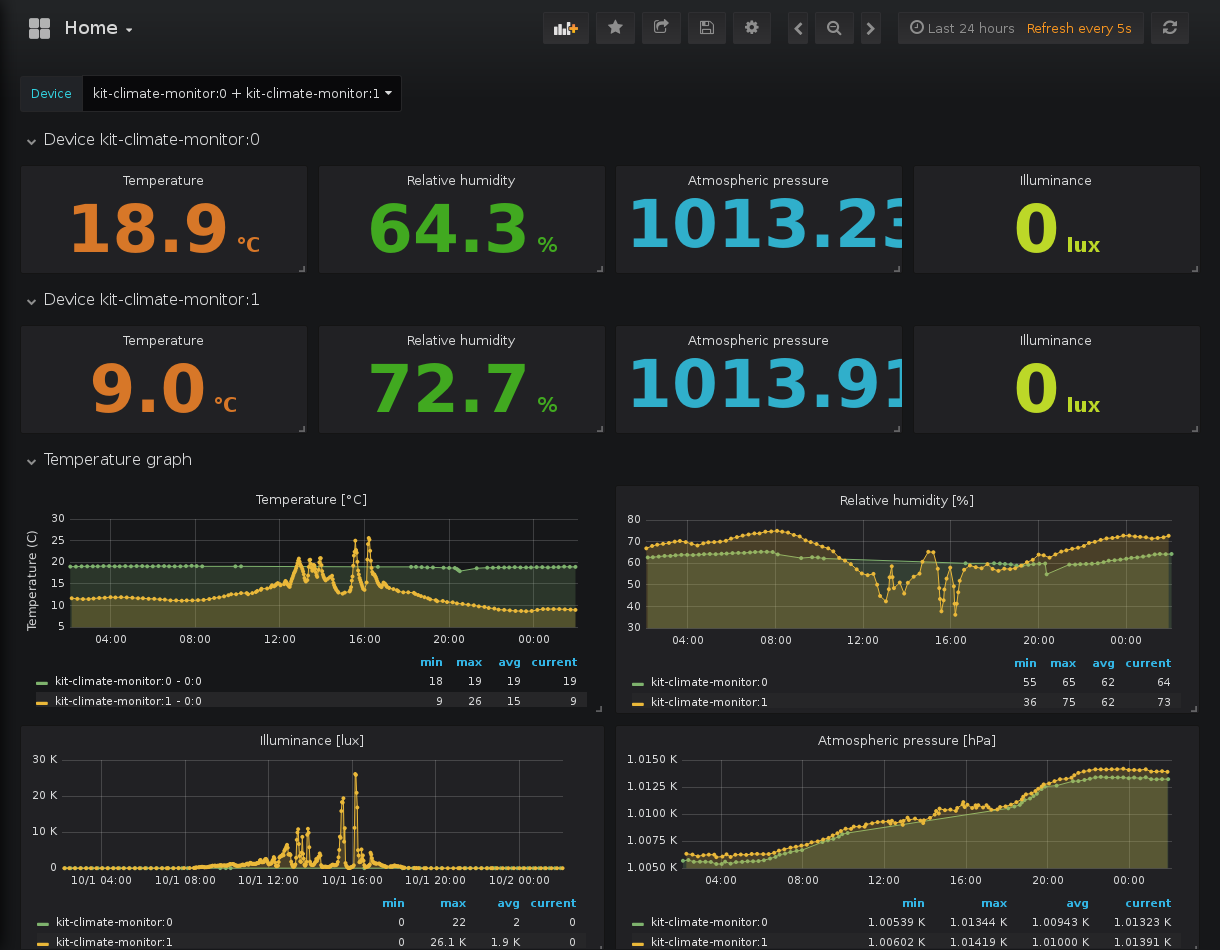 Home
Last 24 hours Refresh every 5s
Device kit-climate-monitor:0 + kit-climate-monitor:1
Device kit-climate-monitor:0
Temperature Relative humidity Atmospheric pressure Illuminance
18.9 °C 64.3 % 1013.23 0 lux
Device kit-climate-monitor:1
Temperature Relative humidity Atmospheric pressure Illuminance
9.0 °C 72.7 % 1013.91 0 lux
Temperature graph
Temperature [°C]
Temperature (C)
30
25
20
15
10
5
04:00 08:00 12:00 16:00 20:00 00:00
min max avg current
kit-climate-monitor:0 - 0:0 18 19 19 19
kit-climate-monitor:1 - 0:0 9 26 15 9
Relative humidity [%]
80
70
60
50
40
30
04:00 08:00 12:00 16:00 20:00 00:00
min max avg current
kit-climate-monitor:0 55 65 62 64
kit-climate-monitor:1 36 75 62 73
Illuminance [lux]
30 K
20 K
10 K
0
10/1 04:00 10/1 08:00 10/1 12:00 10/1 16:00 10/1 20:00 10/2 00:00
min max avg current
kit-climate-monitor:0 0 22 2 0
kit-climate-monitor:1 0 26.1 K 1.9 K 0
Atmospheric pressure [hPa]
1.0150 K
1.0125 K
1.0100 K
1.0075 K
1.0050 K
04:00 08:00 12:00 16:00 20:00 00:00
min max avg current
kit-climate-monitor:0 1.00539 K 1.01344 K 1.00943 K 1.01323 K
kit-climate-monitor:1 1.00602 K 1.01419 K 1.01000 K 1.01391 K